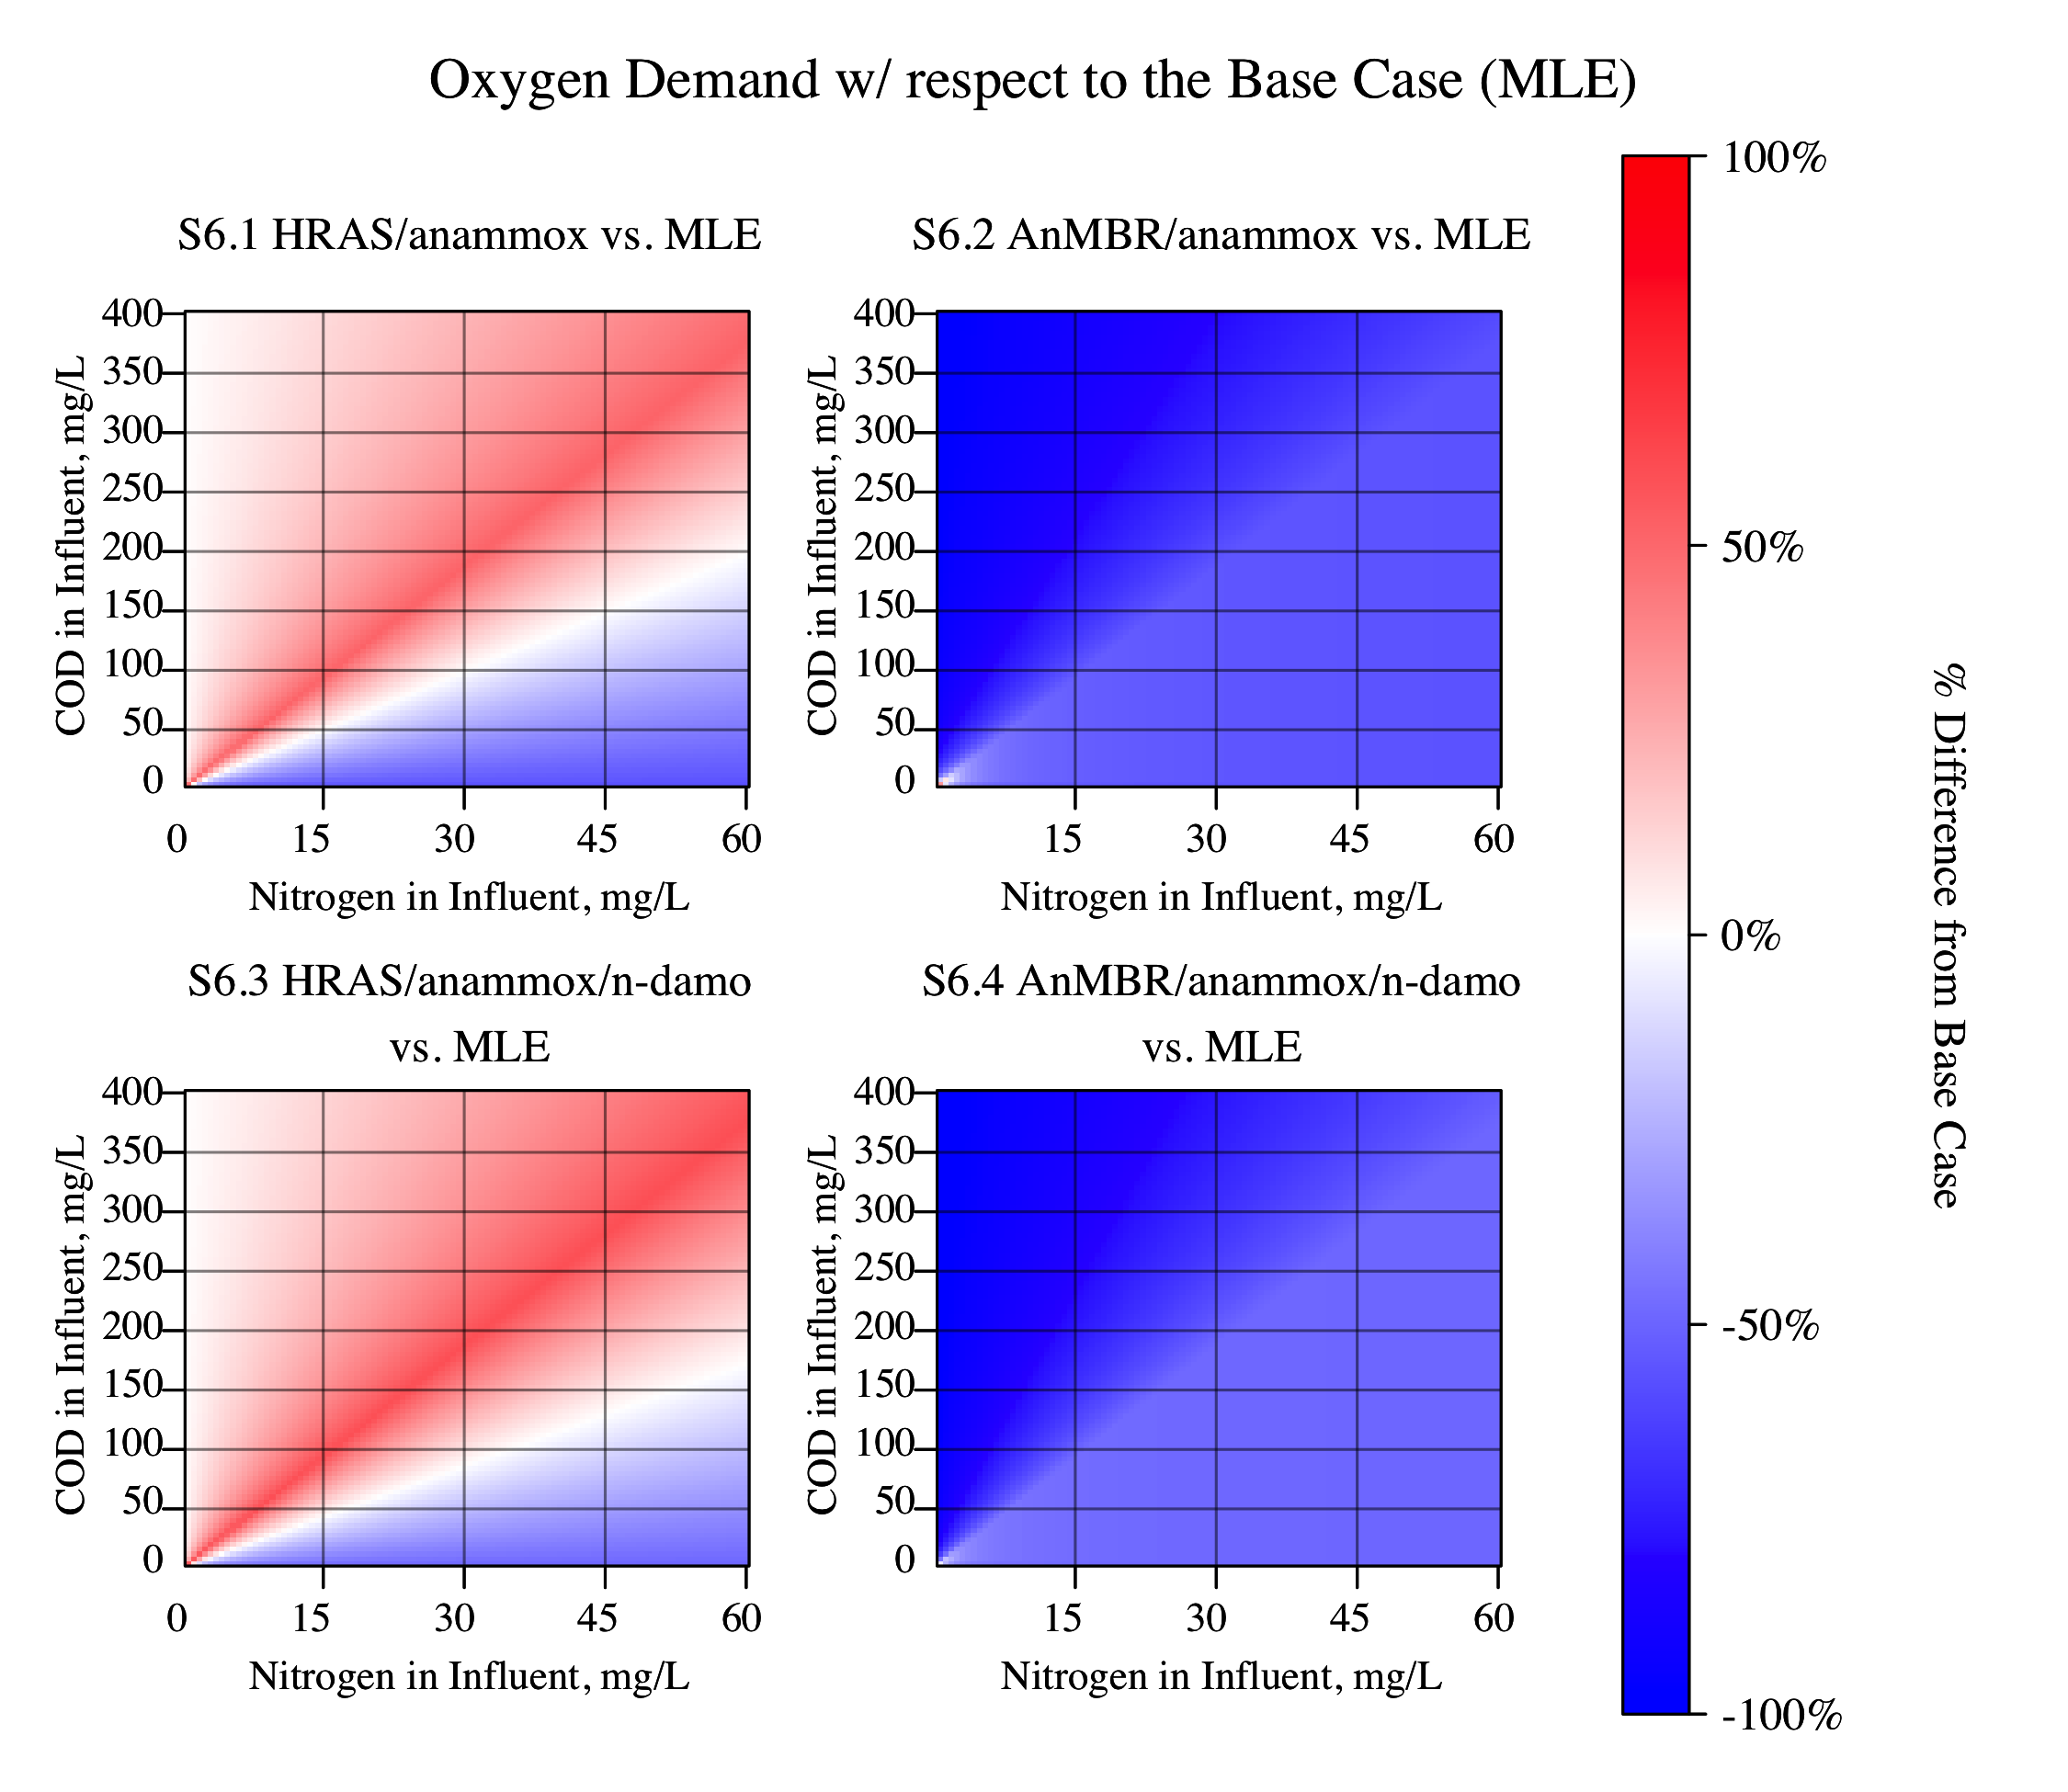 Oxygen Demand w/ respect to the Base Case (MLE)
S6.1 HRAS/anammox vs. MLE
400
350
300
250
200
150
100
50
0
COD in Influent, mg/L
0 15 30 45 60
Nitrogen in Influent, mg/L
S6.2 AnMBR/anammox vs. MLE
400
350
300
250
200
150
100
50
0
COD in Influent, mg/L
15 30 45 60
Nitrogen in Influent, mg/L
S6.3 HRAS/anammox/n-damo
vs. MLE
400
350
300
250
200
150
100
50
0
COD in Influent, mg/L
0 15 30 45 60
Nitrogen in Influent, mg/L
S6.4 AnMBR/anammox/n-damo
vs. MLE
400
350
300
250
200
150
100
50
0
COD in Influent, mg/L
15 30 45 60
Nitrogen in Influent, mg/L
100%
50%
0%
-50%
-100%
% Difference from Base Case